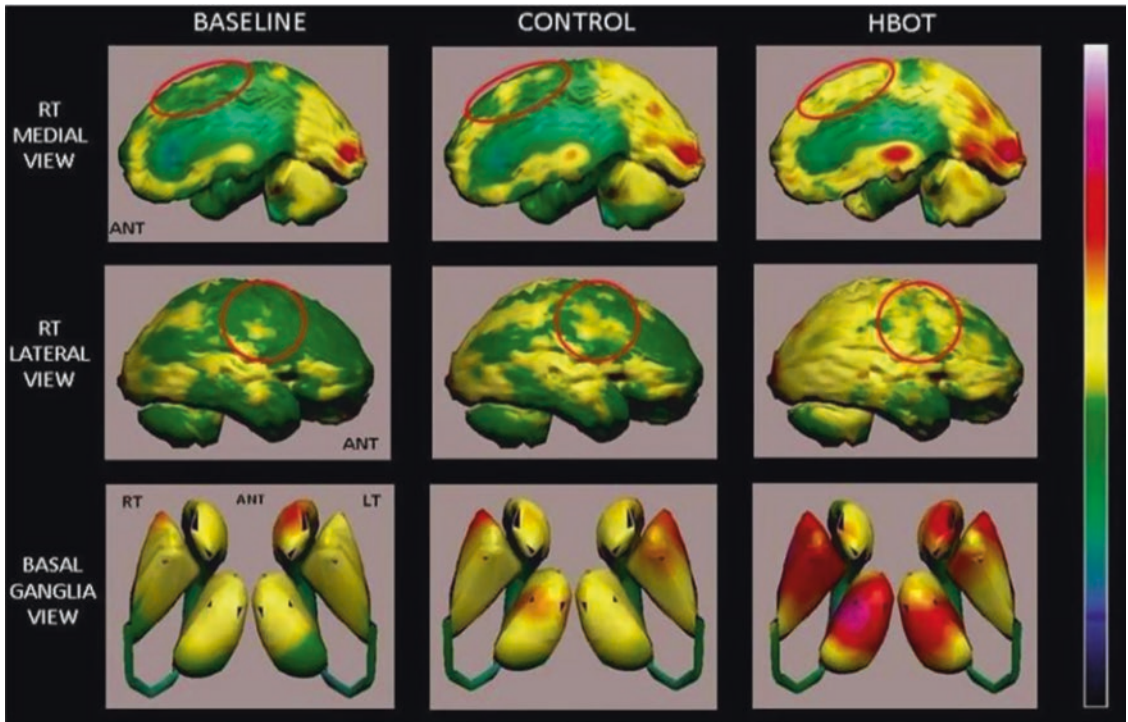 BASELINE
CONTROL
HBOT
RT
MEDIAL
VIEW
ANT
RT
LATERAL
VIEW
ANT
RT
ANT
LT
BASAL
GANGLIA
VIEW